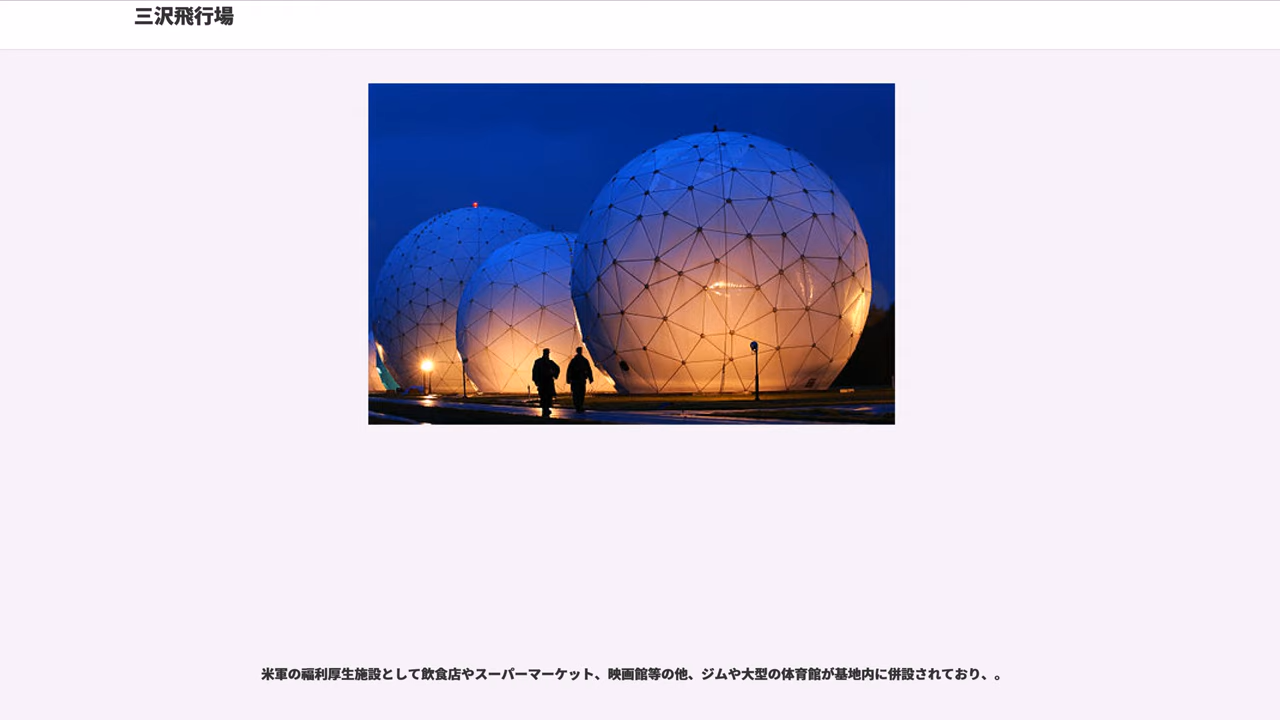 三沢飛行場
米軍の福利厚生施設として飲食店やスーパーマーケット、映画館等の他、ジムや大型の体育館が基地内に併設されており、。